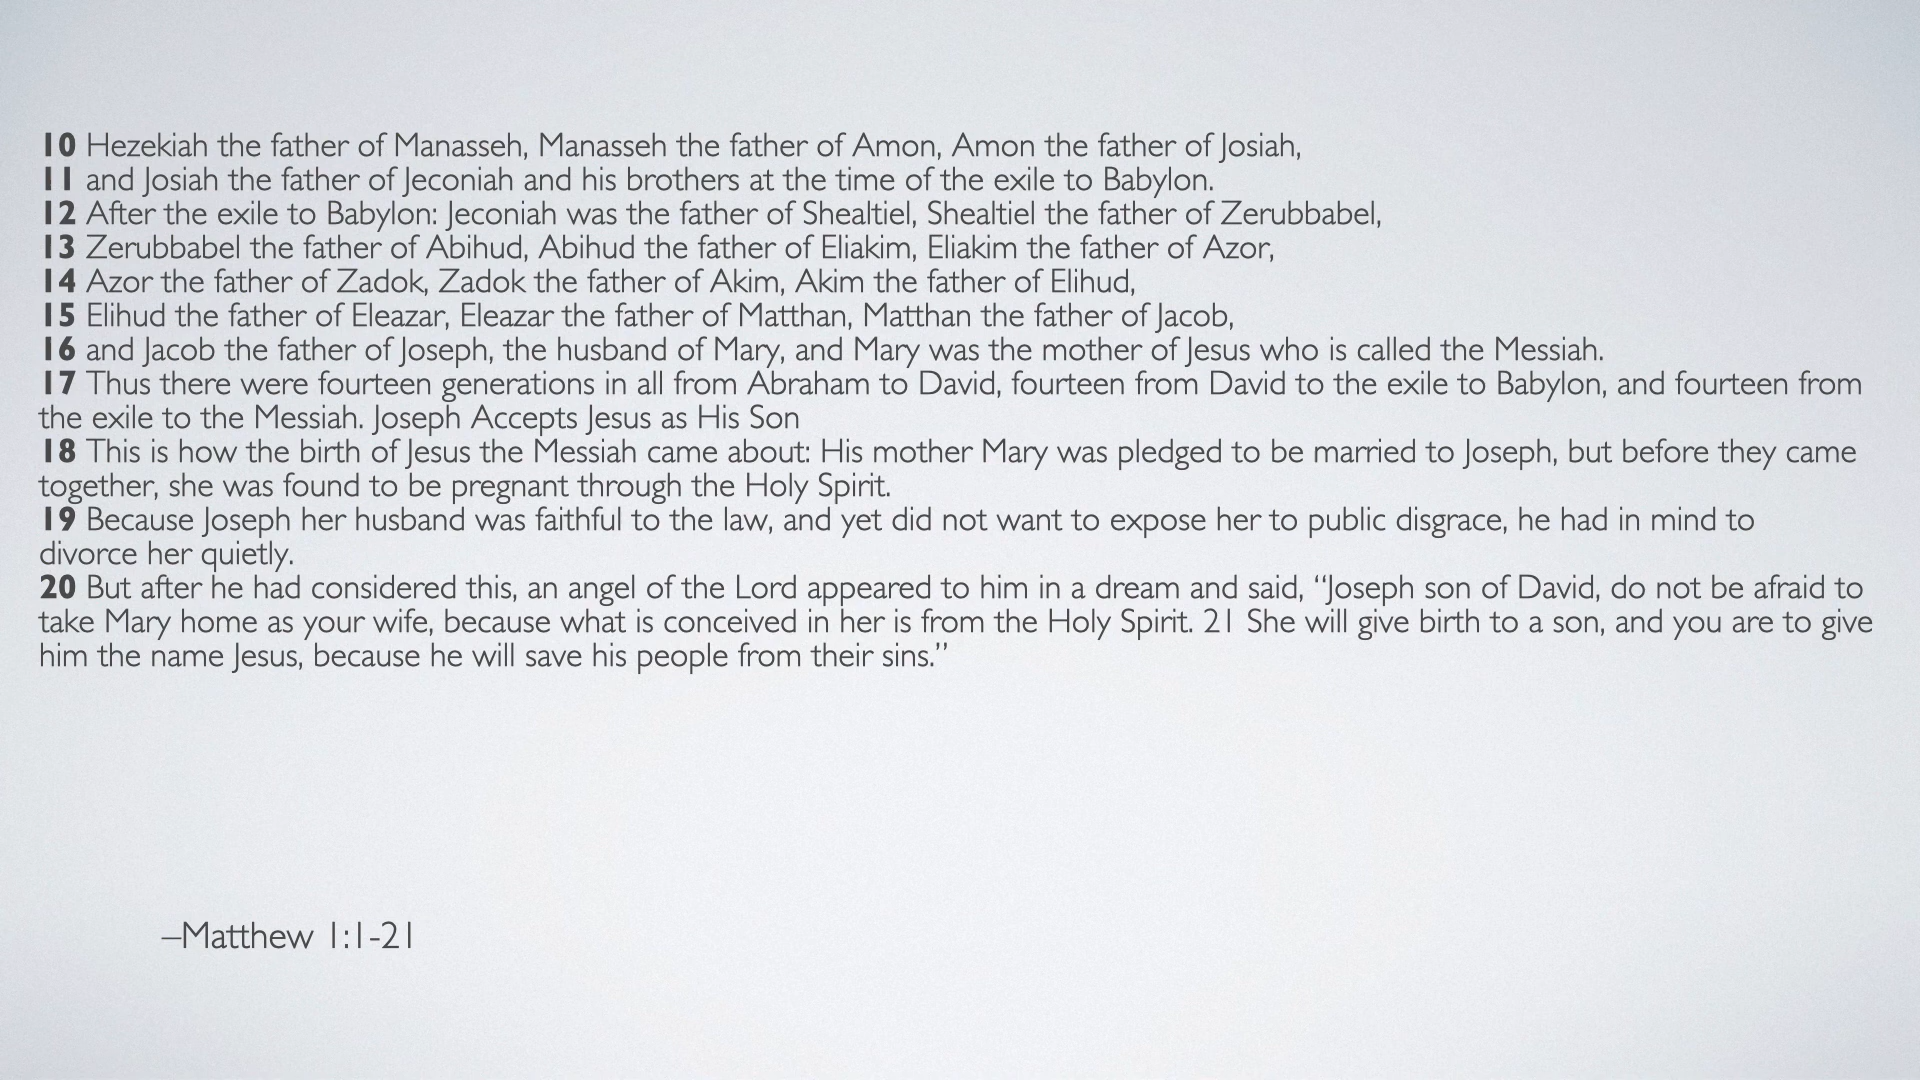 10 Hezekiah the father of Manasseh, Manasseh the father of Amon, Amon the father of Josiah,
11 and Josiah the father of Jeconiah and his brothers at the time of the exile to Babylon.
12 After the exile to Babylon: Jeconiah was the father of Shealtiel, Shealtiel the father of Zerubbabel,
13 Zerubbabel the father of Abihud, Abihud the father of Eliakim, Eliakim the father of Azor,
14 Azor the father of Zadok, Zadok the father of Akim, Akim the father of Elihud,
15 Elihud the father of Eleazar, Eleazar the father of Matthan, Matthan the father of Jacob,
16 and Jacob the father of Joseph, the husband of Mary, and Mary was the mother of Jesus who is called the Messiah.
17 Thus there were fourteen generations in all from Abraham to David, fourteen from David to the exile to Babylon, and fourteen from
the exile to the Messiah. Joseph Accepts Jesus as His Son
18 This is how the birth of Jesus the Messiah came about: His mother Mary was pledged to be married to Joseph, but before they came
together, she was found to be pregnant through the Holy Spirit.
19 Because Joseph her husband was faithful to the law, and yet did not want to expose her to public disgrace, he had in mind to
divorce her quietly.
20 But after he had considered this, an angel of the Lord appeared to him in a dream and said, “Joseph son of David, do not be afraid to
take Mary home as your wife, because what is conceived in her is from the Holy Spirit. 21 She will give birth to a son, and you are to give
him the name Jesus, because he will save his people from their sins.”
–Matthew 1:1-21